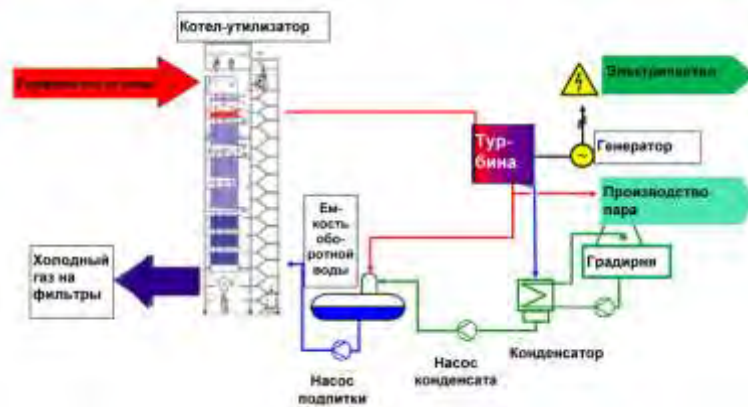 Котел-утилизатор
Электричество
Тур-
бина
Генератор
Производство
пара
Ем-
кость обо-
ротной
воды
Холодный
газ на
фильтры
Градирня
Насос
подпитки
Насос
конденсата
Конденсатор